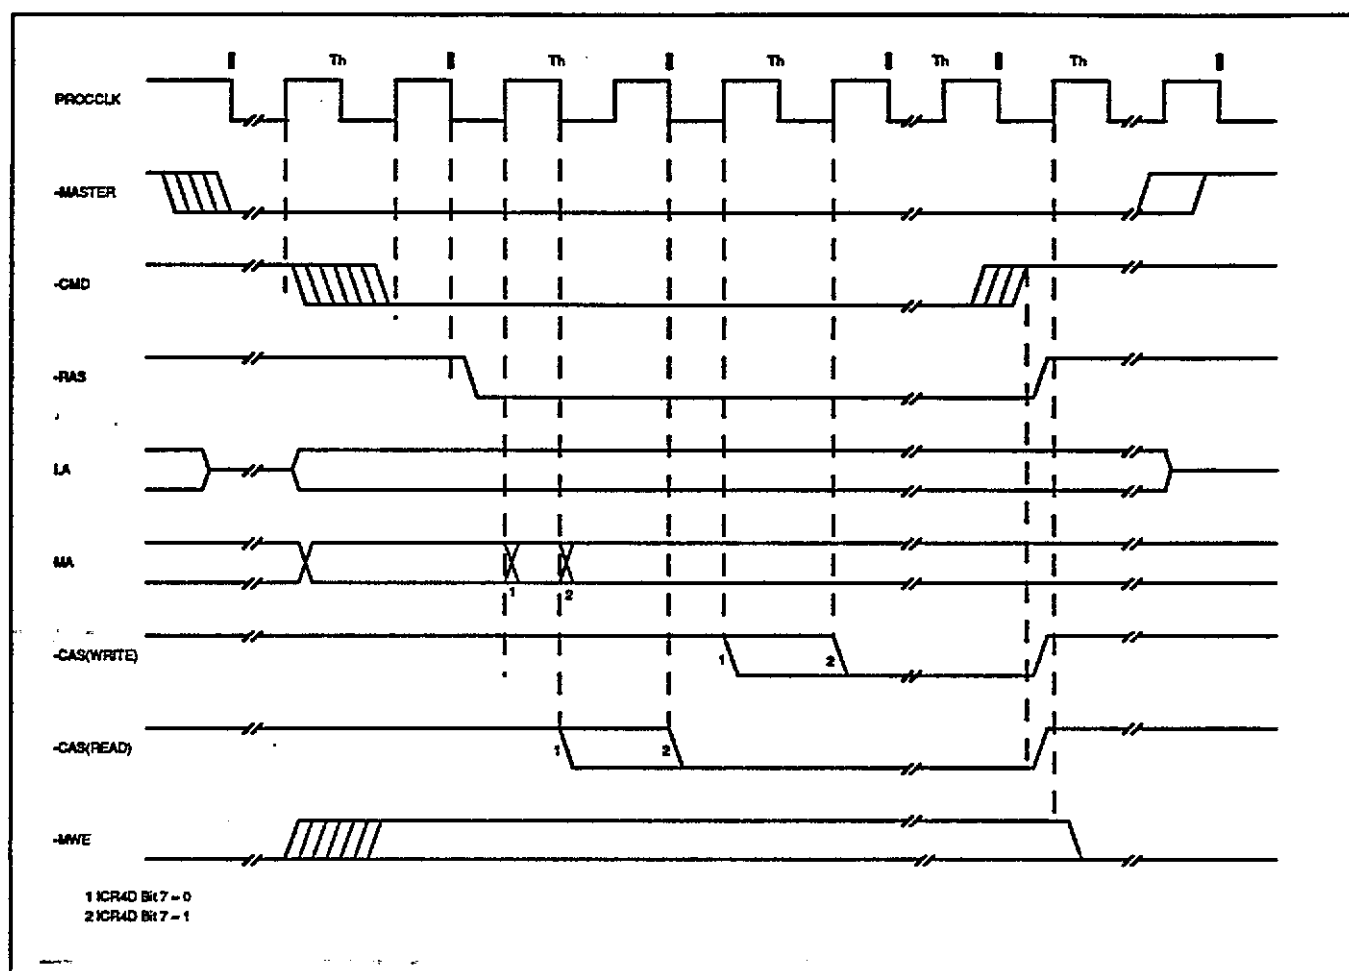 Th Th Th Th Th
PROCCLK
-MASTER
-CMD
-RAS
LA
MA
1 2
-CAS(WRITE)
1 2
-CAS(READ)
1 2
-MWE
1 ICR4D Bit 7 = 0
2 ICR4D Bit 7 = 1